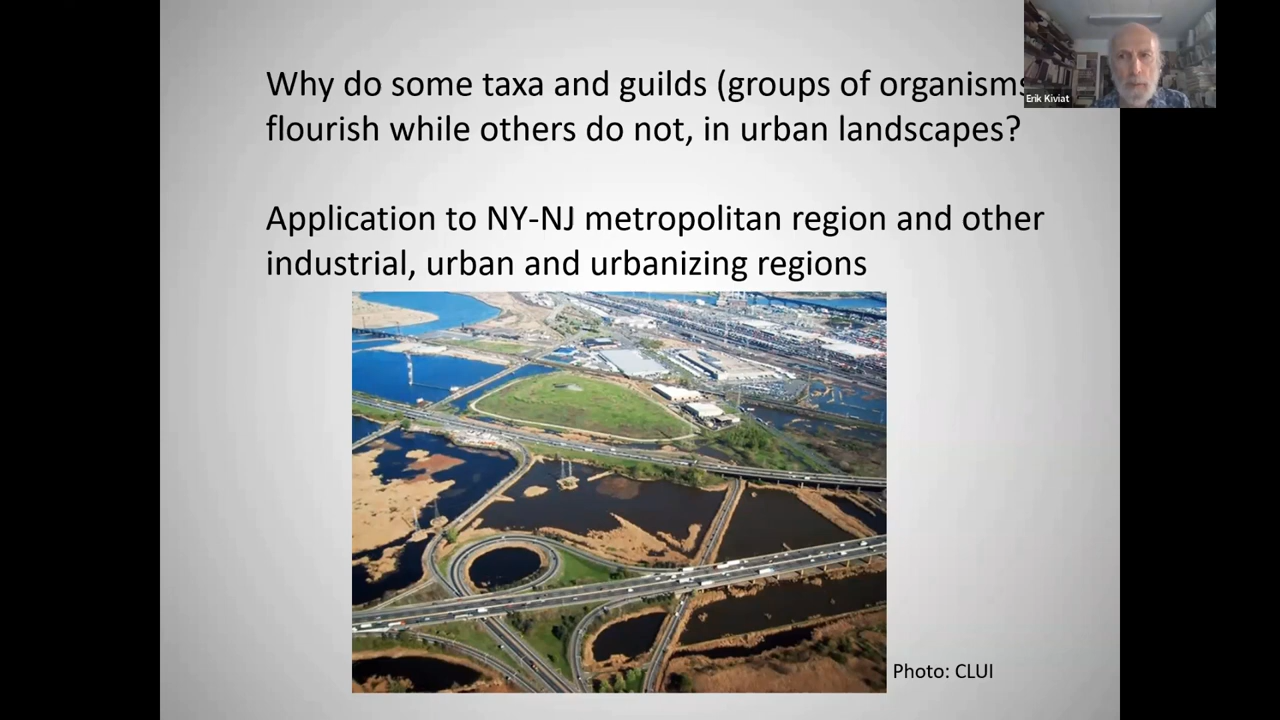 Why do some taxa and guilds (groups of organisms
Erik Kiviat
flourish while others do not, in urban landscapes?
Application to NY-NJ metropolitan region and other
industrial, urban and urbanizing regions
Photo: CLUI